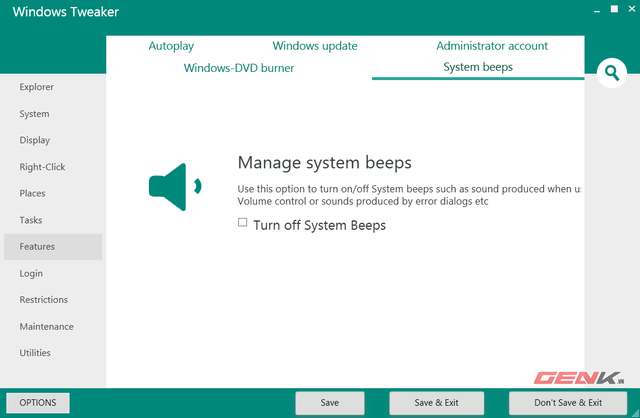 Windows Tweaker
Autoplay
Windows update
Administrator account
Windows-DVD burner
System beeps
Explorer
System
Display
Right-Click
Places
Tasks
Features
Login
Restrictions
Maintenance
Utilities
Manage system beeps
Use this option to turn on/off System beeps such as sound produced when u
Volume control or sounds produced by error dialogs etc
Turn off System Beeps
GENK
OPTIONS
Save
Save & Exit
Don't Save & Exit